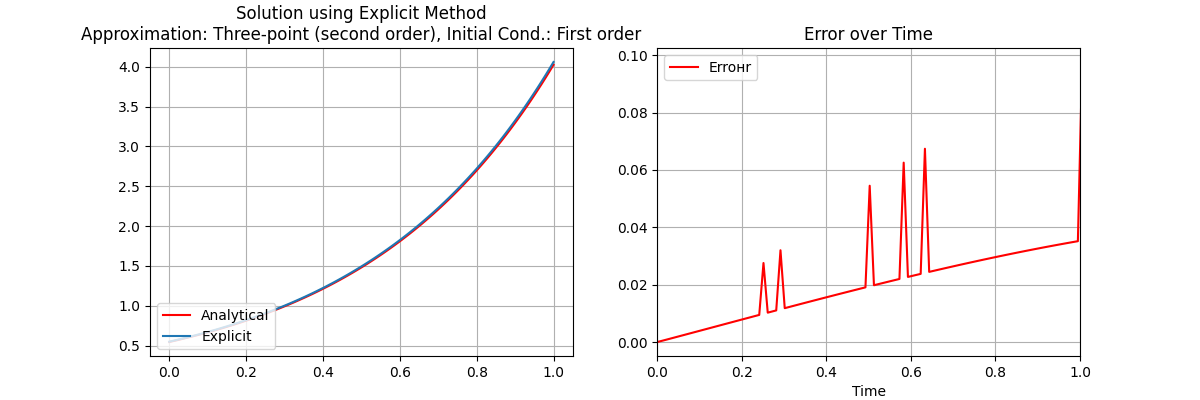 Solution using Explicit Method
Approximation: Three-point (second order), Initial Cond.: First order
4.0
3.5
3.0
2.5
2.0
1.5
1.0
0.5
Analytical
Explicit
0.0 0.2 0.4 0.6 0.8 1.0
Error over Time
0.10
0.08
0.06
0.04
0.02
0.00
Erroнr
0.0 0.2 0.4 0.6 0.8 1.0
Time